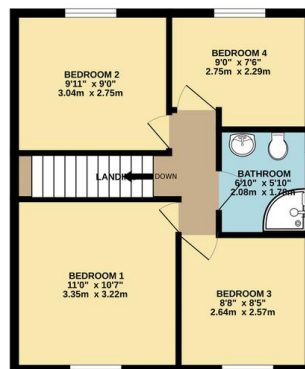 BEDROOM 2
9'11" x 9'0"
3.04m x 2.75m
BEDROOM 4
9'0" x 7'6"
2.75m x 2.29m
DOWN
BATHROOM
6'10" x 5'10"
2.08m x 1.78m
BEDROOM 1
11'0" x 10'7"
3.35m x 3.22m
BEDROOM 3
8'8" x 8'5"
2.64m x 2.57m